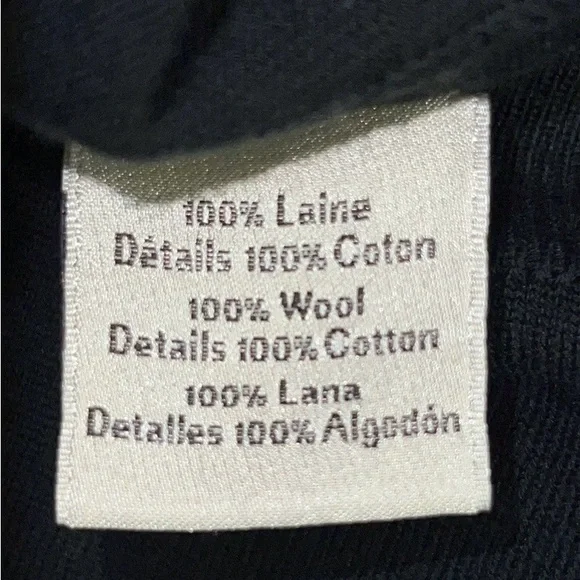 100% Laine
Détails 100% Coton
100% Wool
Details 100% Cotton
100% Lana
Detalles 100% Algodón